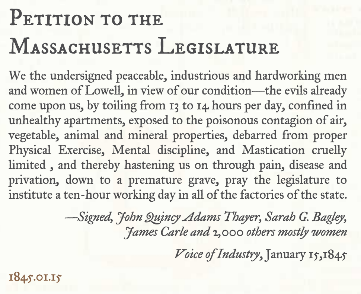 Petition to the
Massachusetts Legislature
We the undersigned peaceable, industrious and hardworking men
and women of Lowell, in view of our condition—the evils already
come upon us, by toiling from 13 to 14 hours per day, confined in
unhealthy apartments, exposed to the poisonous contagion of air,
vegetable, animal and mineral properties, debarred from proper
Physical Exercise, Mental discipline, and Mastication cruelly
limited , and thereby hastening us on through pain, disease and
privation, down to a premature grave, pray the legislature to
institute a ten-hour working day in all of the factories of the state.
—Signed, John Quincy Adams Thayer, Sarah G. Bagley,
James Carle and 2,000 others mostly women
Voice of Industry, January 15,1845
1845.01.15